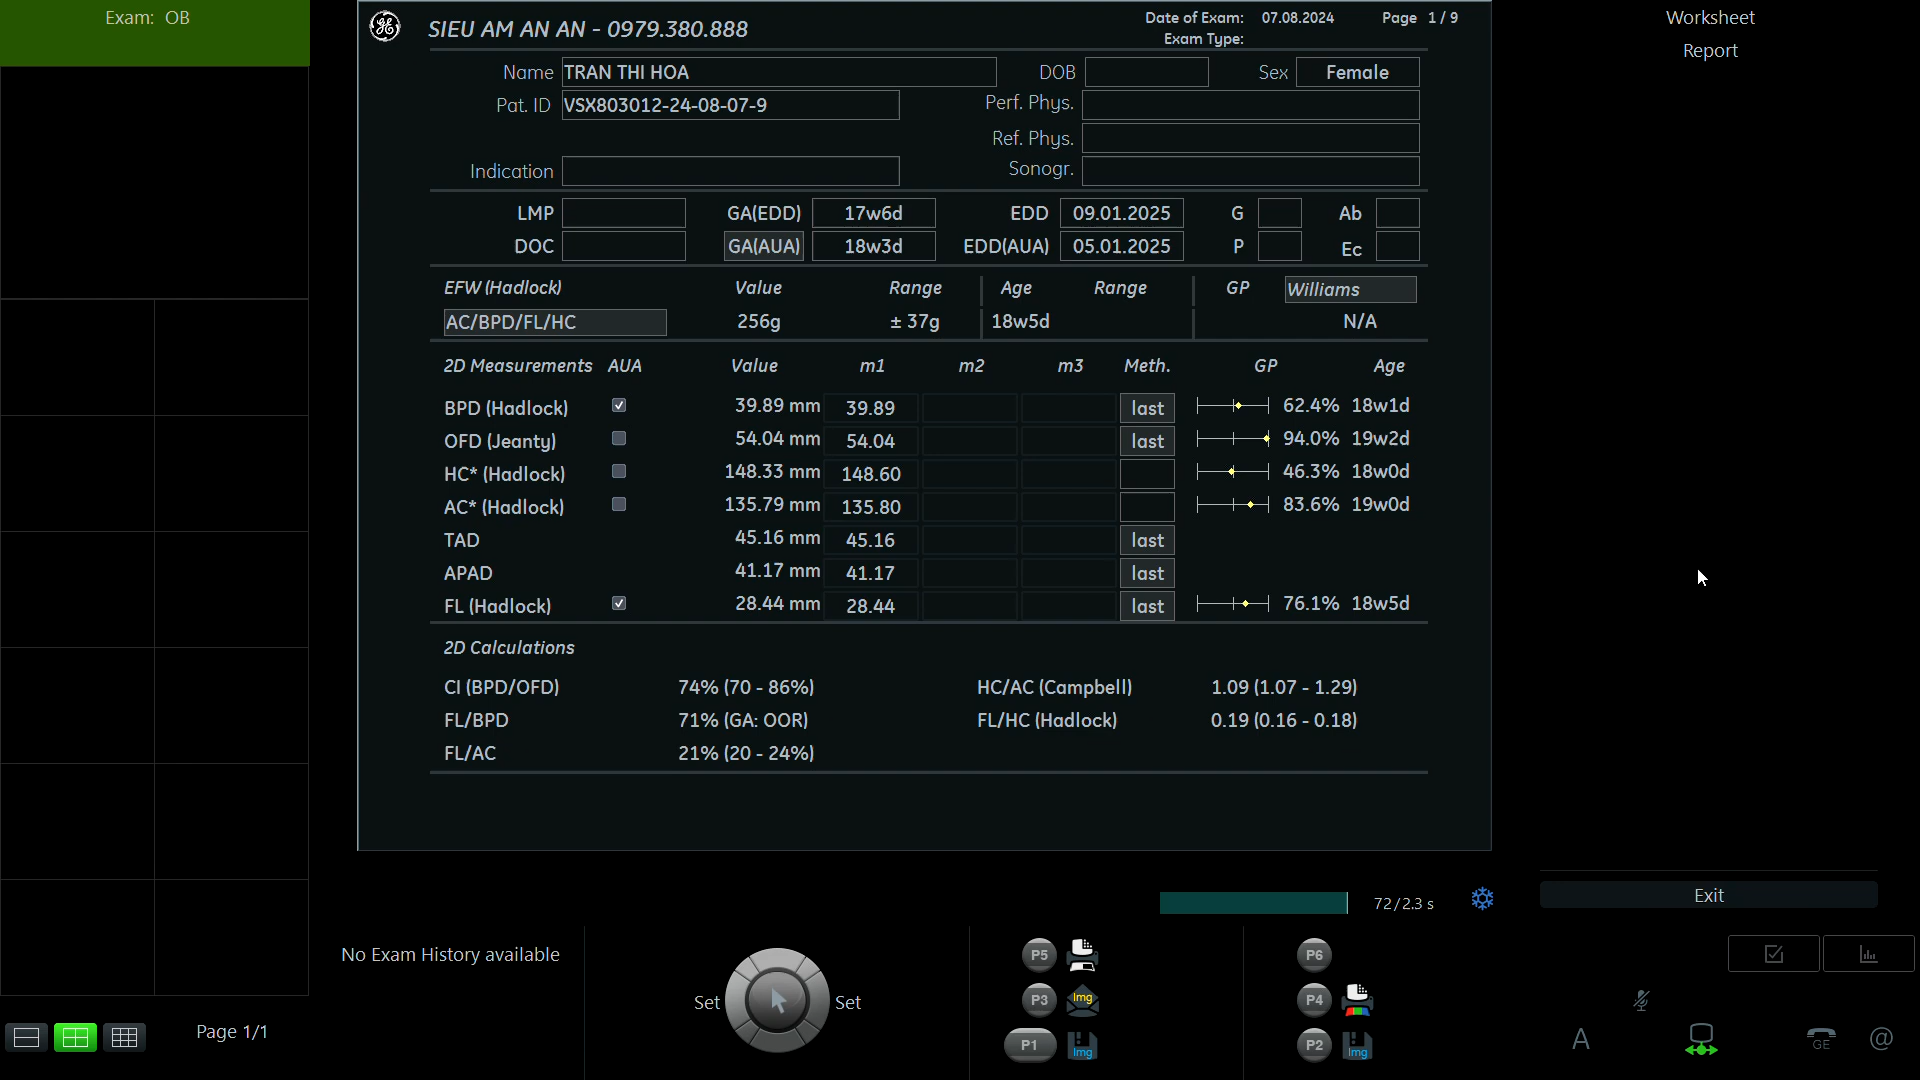 Exam: OB
SIEU AM AN AN - 0979.380.888
Date of Exam: 07.08.2024 Page 1 / 9
Exam Type:
Name TRAN THI HOA DOB Sex Female
Pat. ID VSX803012-24-08-07-9 Perf. Phys.
Ref. Phys.
Indication Sonogr.
LMP GA(EDD) 17w6d EDD 09.01.2025 G Ab
DOC GA(AUA) 18w3d EDD(AUA) 05.01.2025 P Ec
EFW (Hadlock) Value Range Age Range GP Williams
AC/BPD/FL/HC 256g ± 37g 18w5d N/A
2D Measurements AUA Value m1 m2 m3 Meth. GP Age
BPD (Hadlock) 39.89 mm 39.89 last 62.4% 18w1d
OFD (Jeanty) 54.04 mm 54.04 last 94.0% 19w2d
HC* (Hadlock) 148.33 mm 148.60 46.3% 18w0d
AC* (Hadlock) 135.79 mm 135.80 83.6% 19w0d
TAD 45.16 mm 45.16 last
APAD 41.17 mm 41.17 last
FL (Hadlock) 28.44 mm 28.44 last 76.1% 18w5d
2D Calculations
CI (BPD/OFD) 74% (70 - 86%) HC/AC (Campbell) 1.09 (1.07 - 1.29)
FL/BPD 71% (GA: OOR) FL/HC (Hadlock) 0.19 (0.16 - 0.18)
FL/AC 21% (20 - 24%)
Worksheet
Report
72/2.3 s
Exit
No Exam History available
Set Set
P5
P3 Img
P1 Img
P6
P4
P2 Img
A GE @
Page 1/1